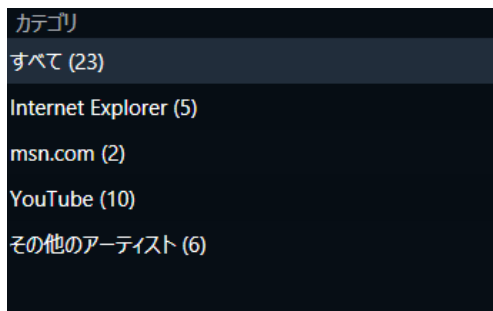 カテゴリ
すべて (23)
Internet Explorer (5)
msn.com (2)
YouTube (10)
その他のアーティスト (6)